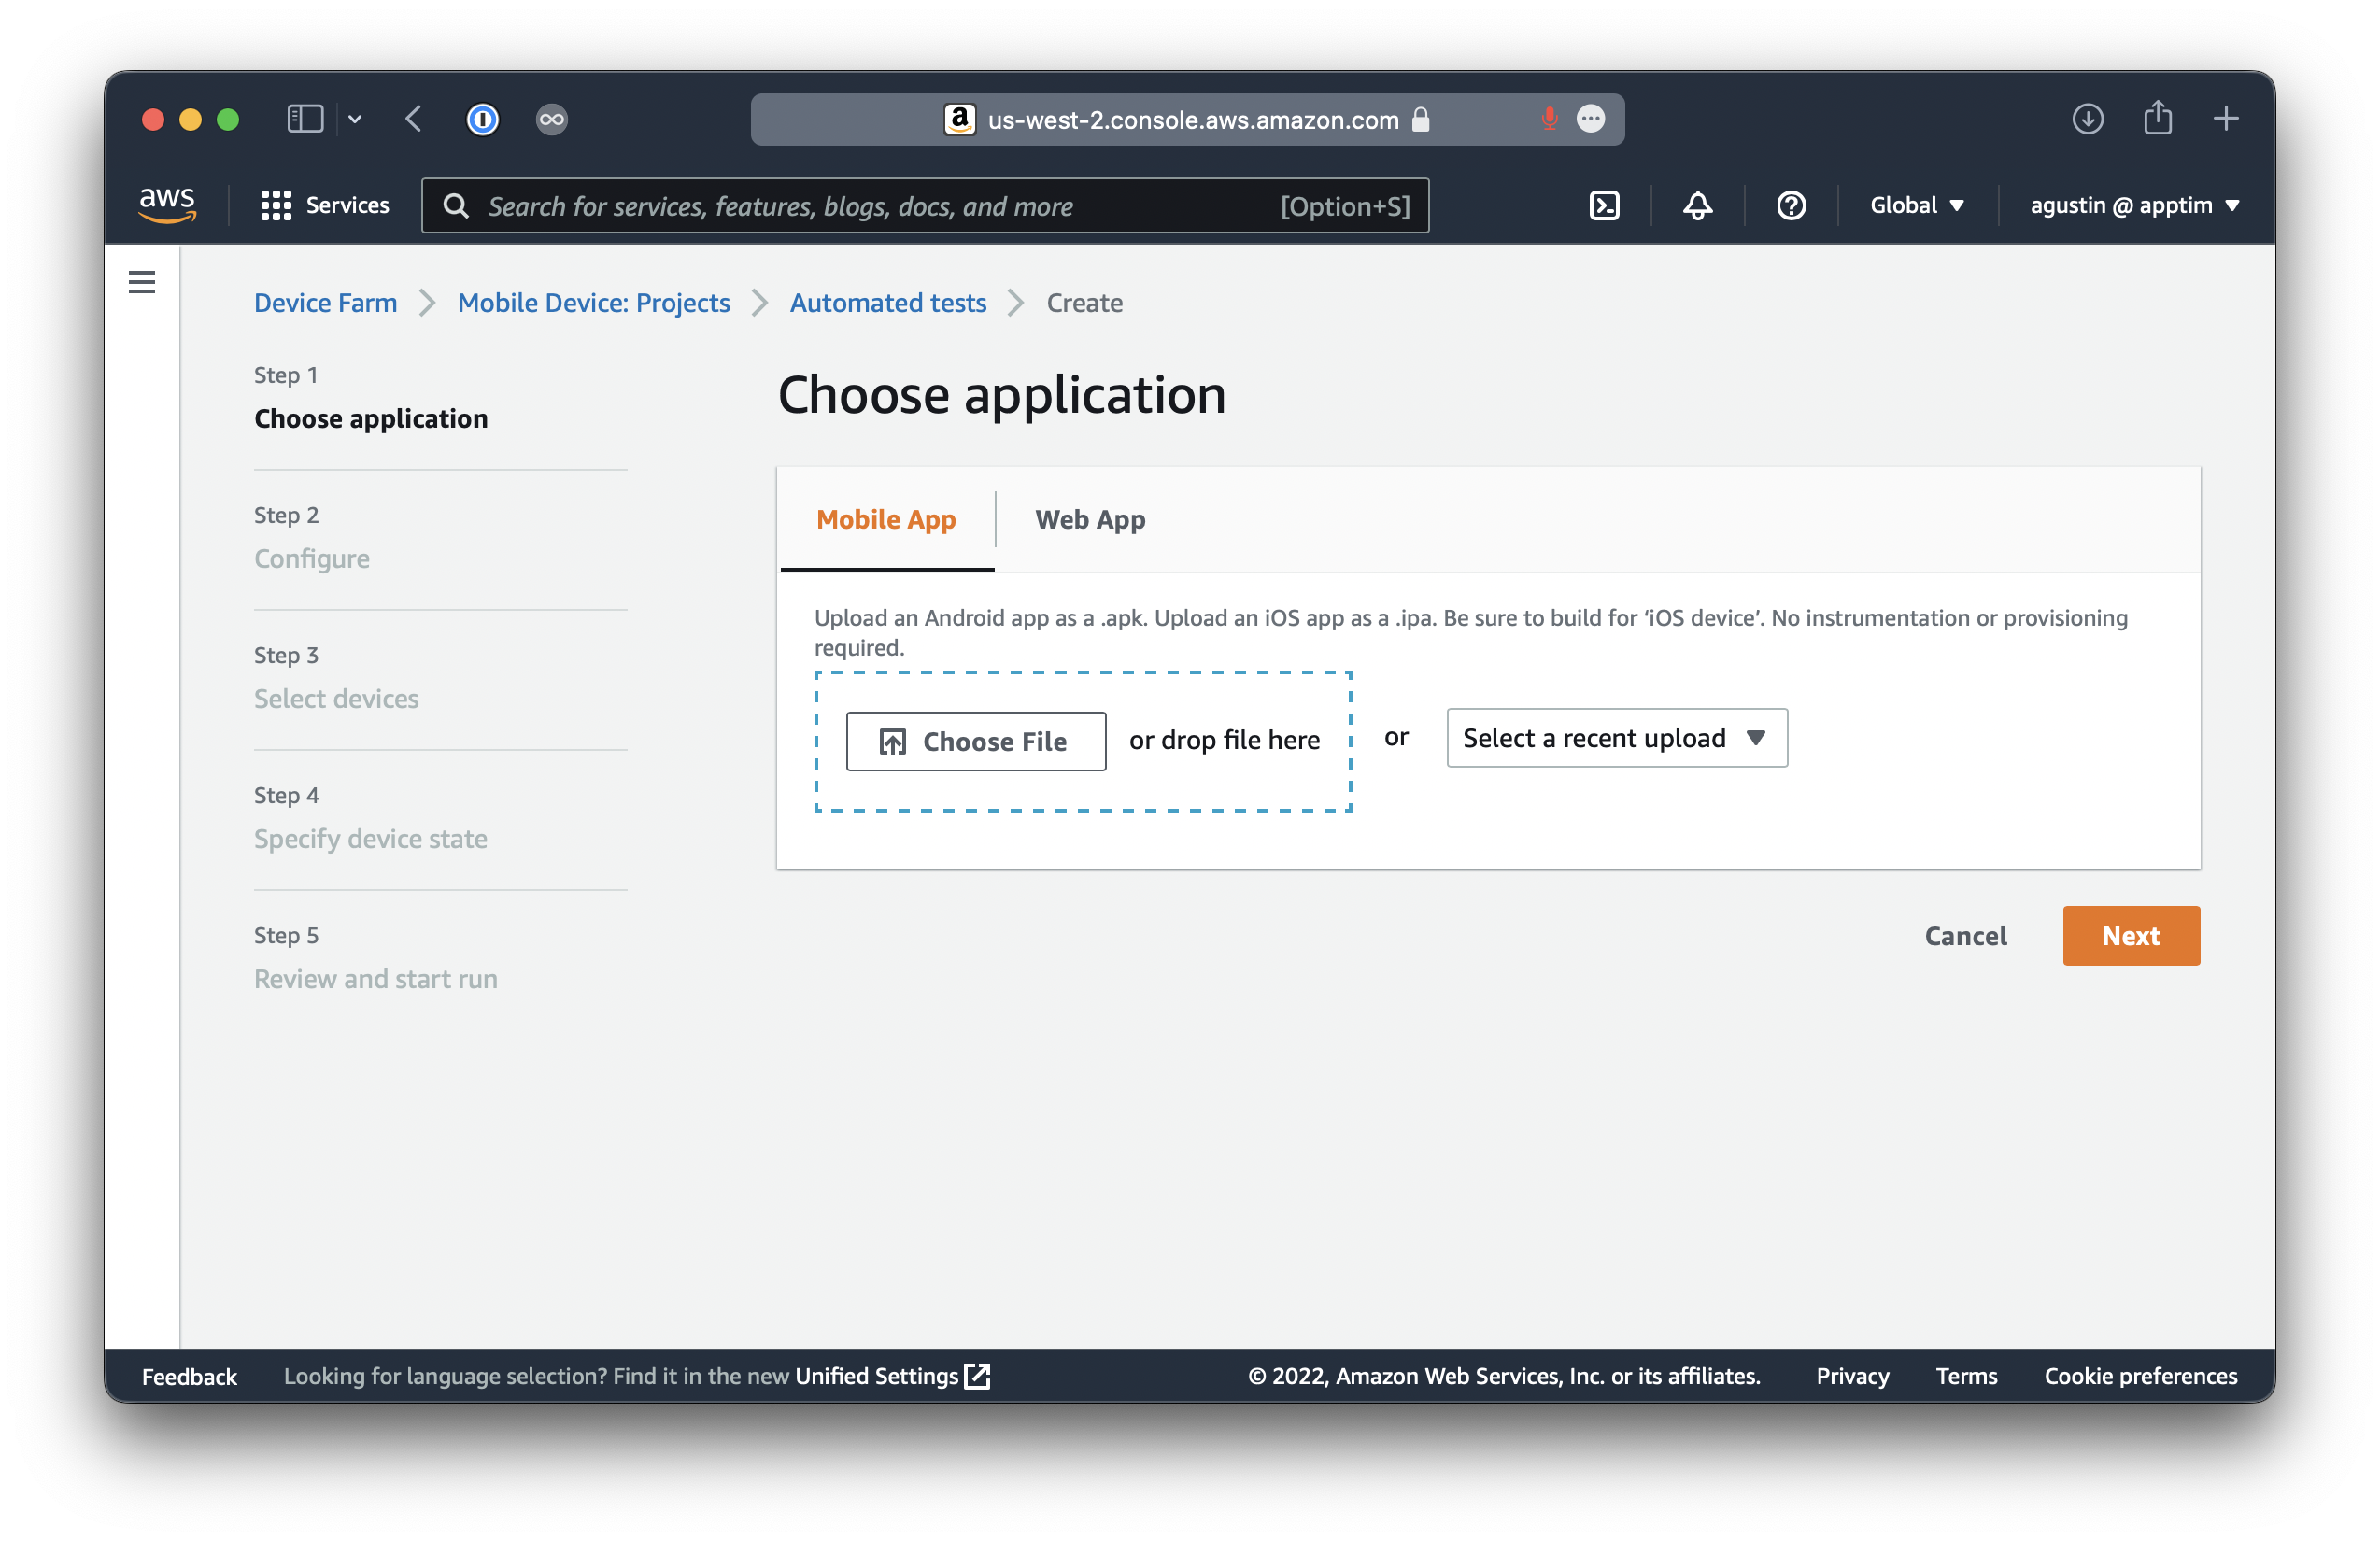 us-west-2.console.aws.amazon.com
aws
Services
Search for services, features, blogs, docs, and more
[Option+S]
Global
agustin @ apptim
Device Farm
Mobile Device: Projects
Automated tests
Create
Step 1
Choose application
Step 2
Configure
Step 3
Select devices
Step 4
Specify device state
Step 5
Review and start run
Choose application
Mobile App
Web App
Upload an Android app as a .apk. Upload an iOS app as a .ipa. Be sure to build for ‘iOS device’. No instrumentation or provisioning
required.
Choose File
or drop file here
or
Select a recent upload
Cancel
Next
Feedback
Looking for language selection? Find it in the new Unified Settings
© 2022, Amazon Web Services, Inc. or its affiliates.
Privacy
Terms
Cookie preferences